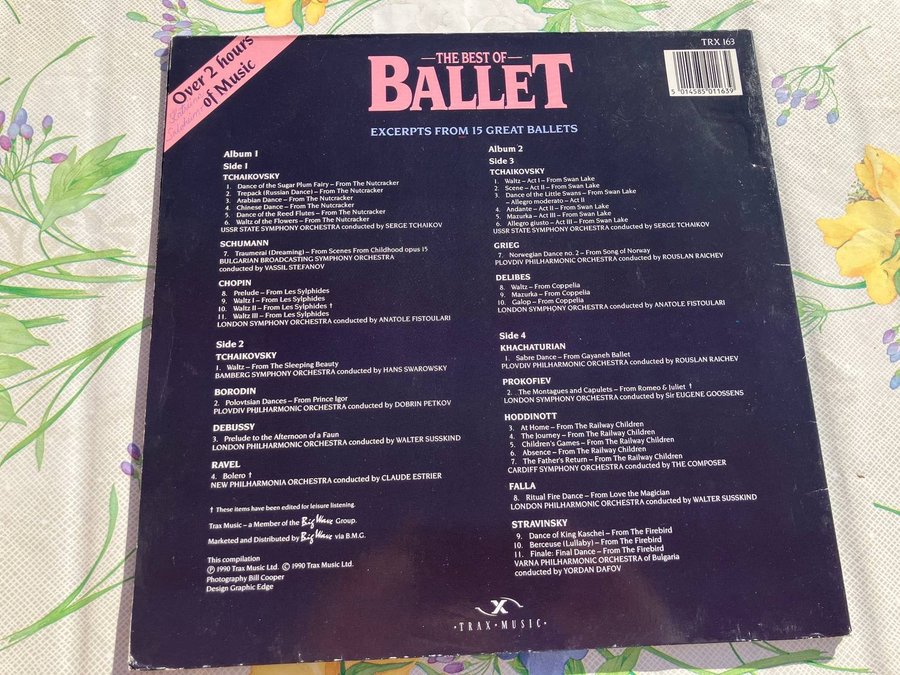 Over 2 hours
of Music
THE BEST OF
BALLET
EXCERPTS FROM 15 GREAT BALLETS
TRX 163
5 014585 011639
Album 1
Side 1
TCHAIKOVSKY
1. Dance of the Sugar Plum Fairy – From The Nutcracker
2. Trepack (Russian Dance) – From The Nutcracker
3. Arabian Dance – From The Nutcracker
4. Chinese Dance – From The Nutcracker
5. Dance of the Reed Flutes – From The Nutcracker
6. Waltz of the Flowers – From The Nutcracker
USSR STATE SYMPHONY ORCHESTRA conducted by SERGE TCHAIKOV
SCHUMANN
7. Traumerai (Dreaming) – From Scenes From Childhood opus 15
BULGARIAN BROADCASTING SYMPHONY ORCHESTRA
conducted by VASSIL STEFANOV
CHOPIN
8. Prelude – From Les Sylphides
9. Waltz I – From Les Sylphides
10. Waltz II – From Les Sylphides †
11. Waltz III – From Les Sylphides
LONDON SYMPHONY ORCHESTRA conducted by ANATOLE FISTOULARI
Side 2
TCHAIKOVSKY
1. Waltz – From The Sleeping Beauty
BAMBERG SYMPHONY ORCHESTRA conducted by HANS SWAROWSKY
BORODIN
2. Polovtsian Dances – From Prince Igor
PLOVDIV PHILHARMONIC ORCHESTRA conducted by DOBRIN PETKOV
DEBUSSY
3. Prelude to the Afternoon of a Faun
LONDON PHILHARMONIC ORCHESTRA conducted by WALTER SUSSKIND
RAVEL
4. Bolero †
NEW PHILHARMONIA ORCHESTRA conducted by CLAUDE ESTRIER
† These items have been edited for leisure listening.
Trax Music – a Member of the Big Wave Group.
Marketed and Distributed by Big Wave via B.M.G.
This compilation
℗ 1990 Trax Music Ltd. © 1990 Trax Music Ltd.
Photography Bill Cooper
Design Graphic Edge
Album 2
Side 3
TCHAIKOVSKY
1. Waltz – Act I – From Swan Lake
2. Scene – Act II – From Swan Lake
3. Dance of the Little Swans – From Swan Lake
– Allegro moderato – Act II
4. Andante – Act II – From Swan Lake
5. Mazurka – Act III – From Swan Lake
6. Allegro giusto – Act III – From Swan Lake
USSR STATE SYMPHONY ORCHESTRA conducted by SERGE TCHAIKOV
GRIEG
7. Norwegian Dance no. 2 – From Song of Norway
PLOVDIV PHILHARMONIC ORCHESTRA conducted by ROUSLAN RAICHEV
DELIBES
8. Waltz – From Coppelia
9. Mazurka – From Coppelia
10. Galop – From Coppelia
LONDON SYMPHONY ORCHESTRA conducted by ANATOLE FISTOULARI
Side 4
KHACHATURIAN
1. Sabre Dance – From Gayaneh Ballet
PLOVDIV PHILHARMONIC ORCHESTRA conducted by ROUSLAN RAICHEV
PROKOFIEV
2. The Montagues and Capulets – From Romeo & Juliet †
LONDON SYMPHONY ORCHESTRA conducted by Sir EUGENE GOOSSENS
HODDINOTT
3. At Home – From The Railway Children
4. The Journey – From The Railway Children
5. Children's Games – From The Railway Children
6. Absence – From The Railway Children
7. The Father's Return – From The Railway Children
CARDIFF SYMPHONY ORCHESTRA conducted by THE COMPOSER
FALLA
8. Ritual Fire Dance – From Love the Magician
LONDON PHILHARMONIC ORCHESTRA conducted by WALTER SUSSKIND
STRAVINSKY
9. Dance of King Kaschei – From The Firebird
10. Berceuse (Lullaby) – From The Firebird
11. Finale: Final Dance – From The Firebird
VARNA PHILHARMONIC ORCHESTRA of Bulgaria
conducted by YORDAN DAFOV
X
·TRAX·MUSIC·